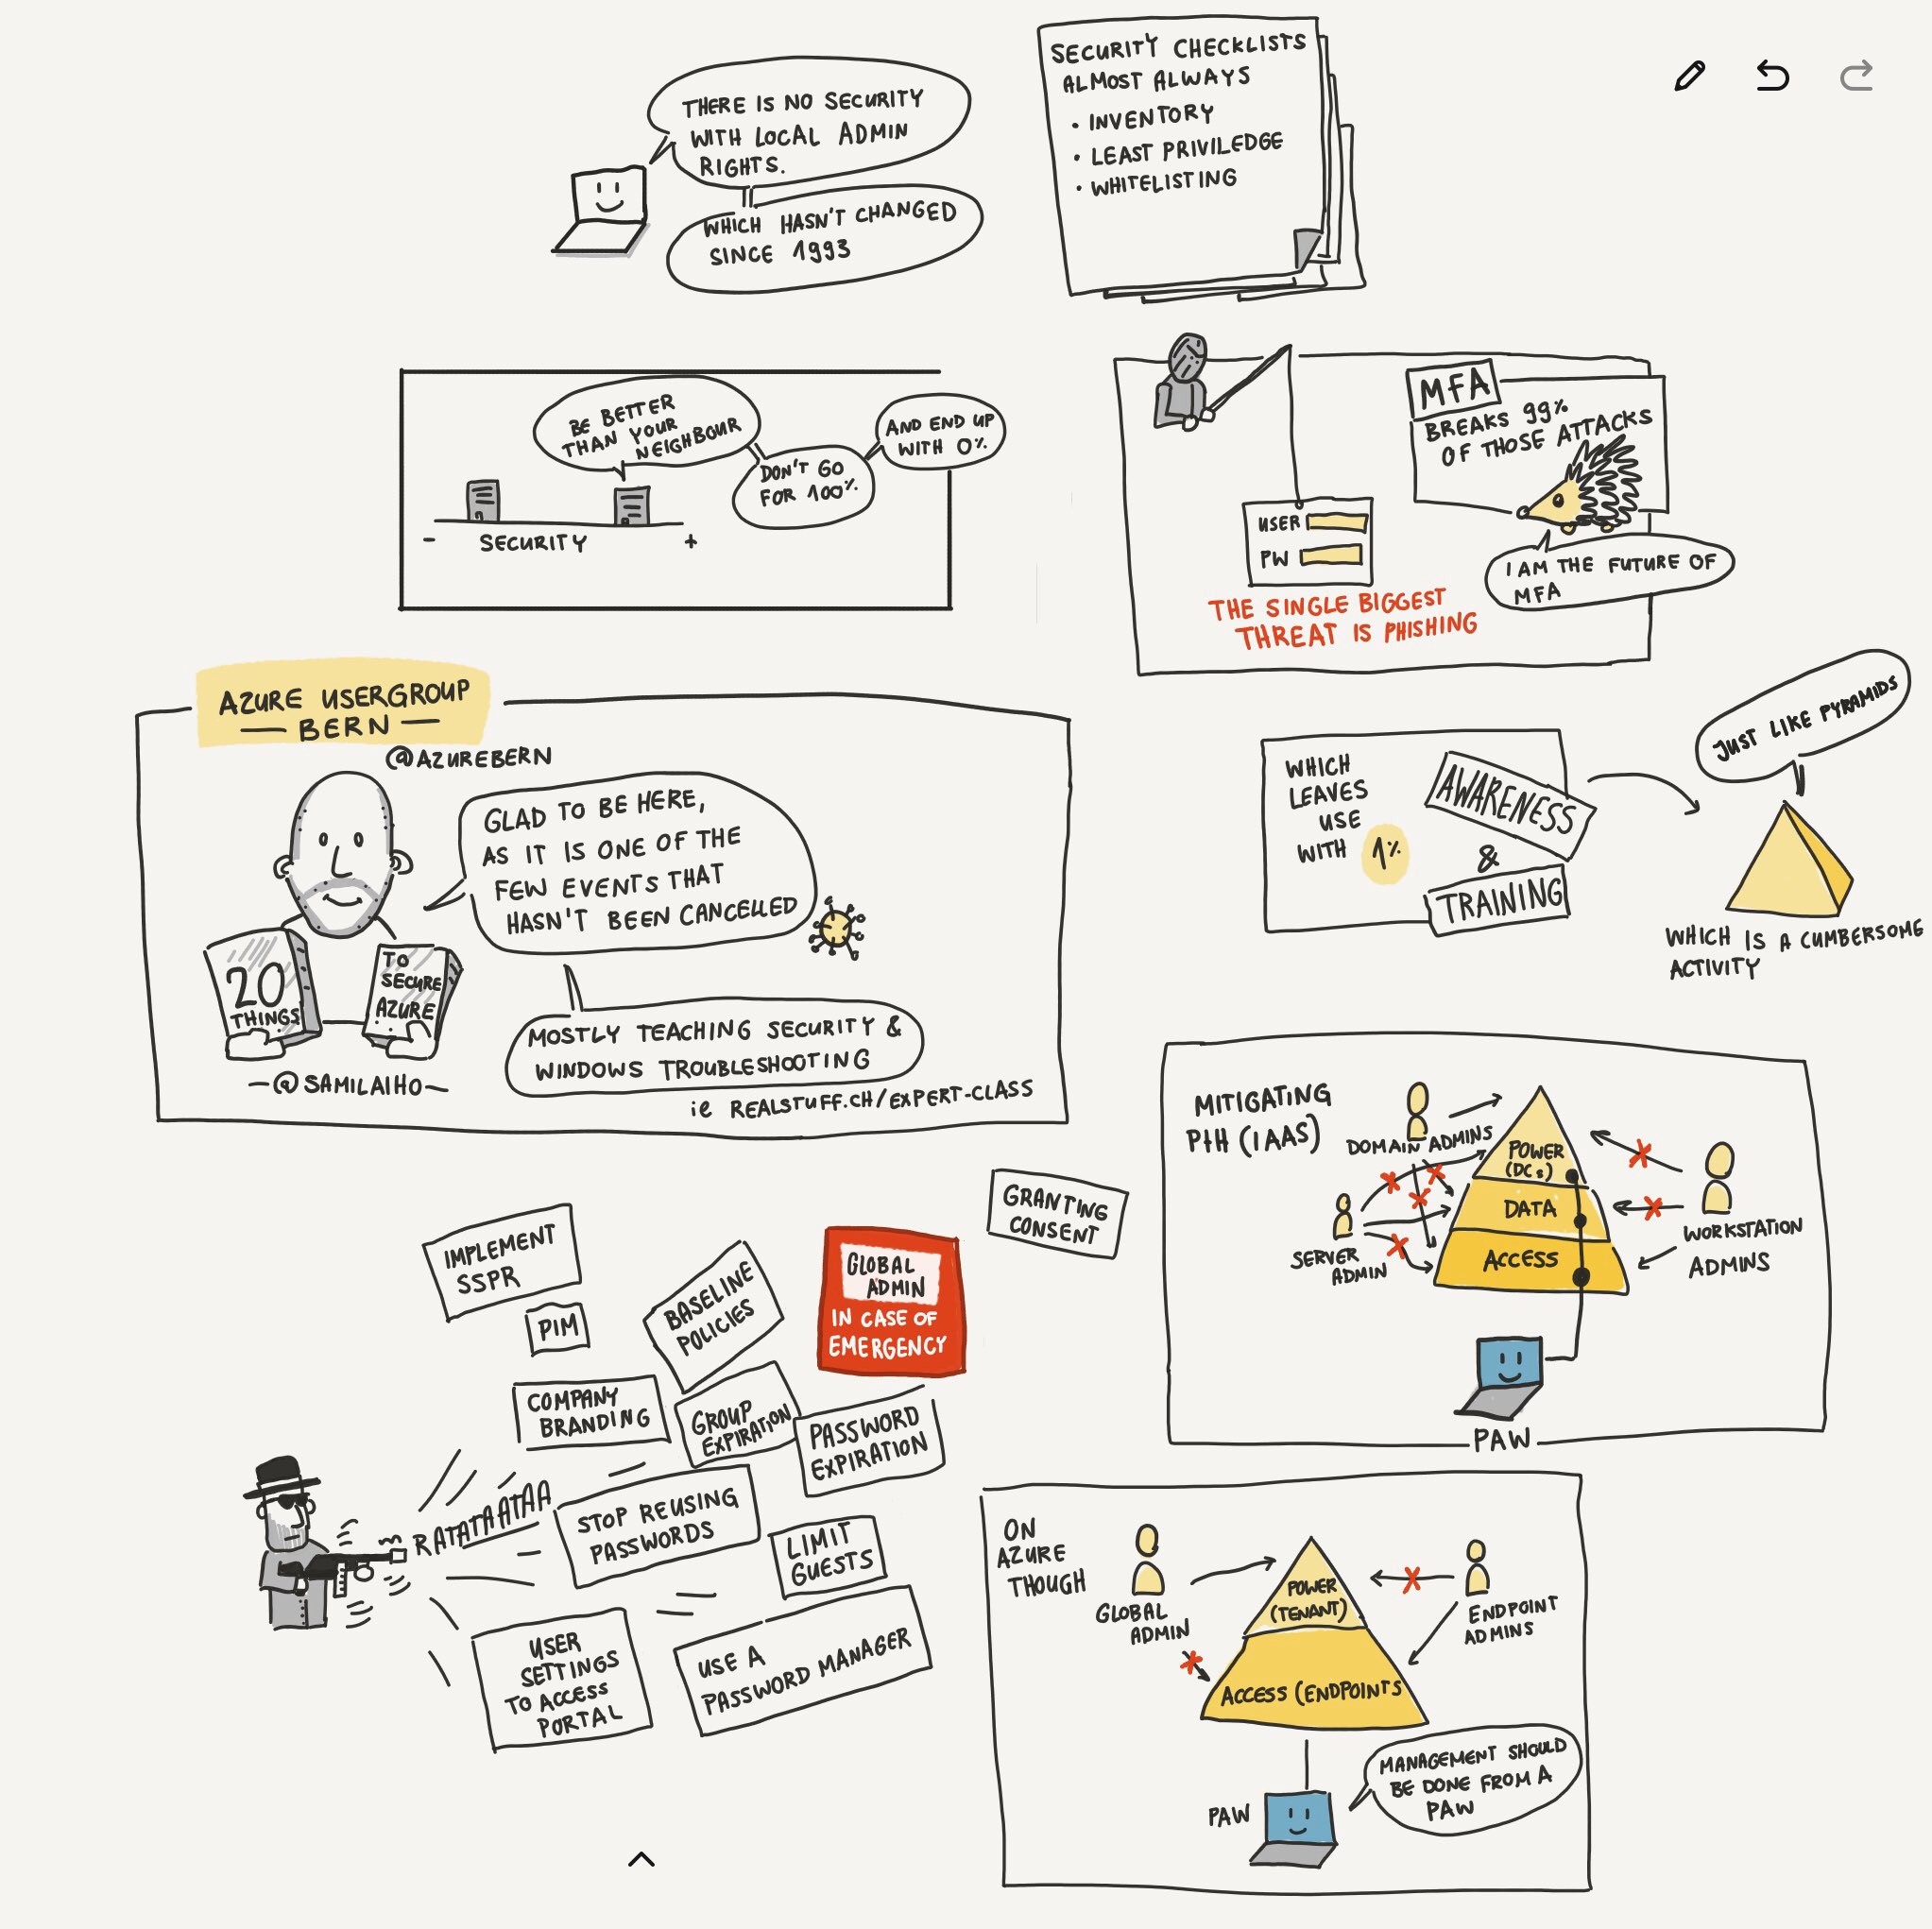 THERE IS NO SECURITY
WITH LOCAL ADMIN
RIGHTS.
WHICH HASN'T CHANGED
SINCE 1993
SECURITY CHECKLISTS
ALMOST ALWAYS
• INVENTORY
• LEAST PRIVILEDGE
• WHITELISTING
BE BETTER
THAN YOUR
NEIGHBOUR
DON'T GO
FOR 100%
AND END UP
WITH 0%
- SECURITY +
MFA
BREAKS 99%
OF THOSE ATTACKS
USER
PW
I AM THE FUTURE OF
MFA
THE SINGLE BIGGEST
THREAT IS PHISHING
AZURE USERGROUP
— BERN —
@AZUREBERN
GLAD TO BE HERE,
AS IT IS ONE OF THE
FEW EVENTS THAT
HASN'T BEEN CANCELLED
20
THINGS
TO
SECURE
AZURE
MOSTLY TEACHING SECURITY &
WINDOWS TROUBLESHOOTING
—@SAMILAIHO—
ie REALSTUFF.CH/EXPERT-CLASS
WHICH
LEAVES
USE
WITH 1%
AWARENESS
&
TRAINING
JUST LIKE PYRAMIDS
WHICH IS A CUMBERSOME
ACTIVITY
MITIGATING
PtH (IAAS)
DOMAIN ADMINS
SERVER
ADMIN
POWER
(DCs)
DATA
ACCESS
WORKSTATION
ADMINS
PAW
IMPLEMENT
SSPR
PIM
BASELINE
POLICIES
GLOBAL
ADMIN
IN CASE OF
EMERGENCY
GRANTING
CONSENT
COMPANY
BRANDING
GROUP
EXPIRATION
PASSWORD
EXPIRATION
RATATAATAA
STOP REUSING
PASSWORDS
LIMIT
GUESTS
USER
SETTINGS
TO ACCESS
PORTAL
USE A
PASSWORD MANAGER
ON
AZURE
THOUGH
GLOBAL
ADMIN
POWER
(TENANT)
ENDPOINT
ADMINS
ACCESS (ENDPOINTS
PAW
MANAGEMENT SHOULD
BE DONE FROM A
PAW